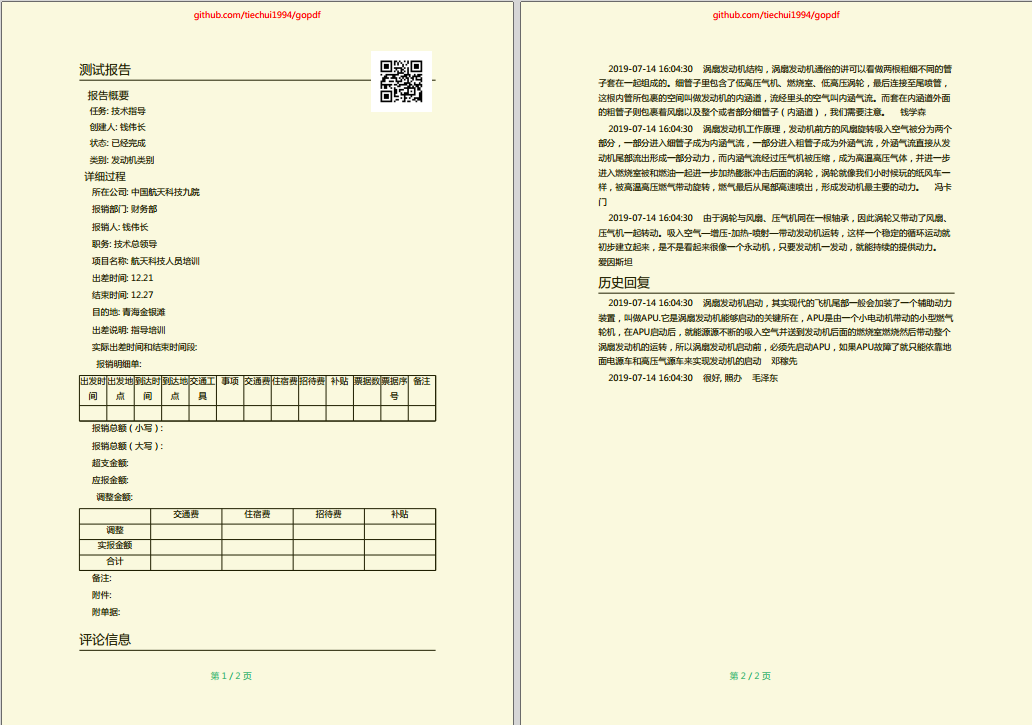 github.com/tiechui1994/gopdf
测试报告
报告概要
任务: 技术指导
创建人: 钱伟长
状态: 已经完成
类别: 发动机类别
详细过程
所在公司: 中国航天科技九院
报销部门: 财务部
报销人: 钱伟长
职务: 技术总领导
项目名称: 航天科技人员培训
出差时间: 12.21
结束时间: 12.27
目的地: 青海金银滩
出差说明: 指导培训
实际出差时间和结束时间段:
报销明细单:
出发时间 出发地点 到达时间 到达地点 交通工具 事项 交通费 住宿费 招待费 补贴 票据数 票据序号 备注
报销总额（小写）:
报销总额（大写）:
超支金额:
应报金额:
调整金额:
交通费 住宿费 招待费 补贴
调整
实报金额
合计
备注:
附件:
附单据:
评论信息
第 1 / 2 页
github.com/tiechui1994/gopdf
2019-07-14 16:04:30 涡扇发动机结构，涡扇发动机通俗的讲可以看做两根粗细不同的管
子套在一起组成的。细管子里包含了低高压气机、燃烧室、低高压涡轮，最后连接至尾喷管，
这根内管所包裹的空间叫做发动机的内涵道，流经里头的空气叫内涵气流。而套在内涵道外面
的粗管子则包裹着风扇以及整个或者部分细管子（内涵道），我们需要注意。 钱学森
2019-07-14 16:04:30 涡扇发动机工作原理，发动机前方的风扇旋转吸入空气被分为两个
部分，一部分进入细管子成为内涵气流，一部分进入粗管子成为外涵气流，外涵气流直接从发
动机尾部流出形成一部分动力，而内涵气流经过压气机被压缩，成为高温高压气体，并进一步
进入燃烧室被和燃油一起进一步加热膨胀冲击后面的涡轮，涡轮就像我们小时候玩的纸风车一
样，被高温高压燃气带动旋转，燃气最后从尾部高速喷出，形成发动机最主要的动力。 冯卡
门
2019-07-14 16:04:30 由于涡轮与风扇、压气机同在一根轴承，因此涡轮又带动了风扇、
压气机一起转动。吸入空气—增压-加热-喷射—带动发动机运转，这样一个稳定的循环运动就
初步建立起来，是不是看起来很像一个永动机，只要发动机一发动，就能持续的提供动力。
爱因斯坦
历史回复
2019-07-14 16:04:30 涡扇发动机启动，其实现代的飞机尾部一般会加装了一个辅助动力
装置，叫做APU.它是涡扇发动机能够启动的关键所在，APU是由一个小电动机带动的小型燃气
轮机，在APU启动后，就能源源不断的吸入空气并送到发动机后面的燃烧室燃烧然后带动整个
涡扇发动机的运转，所以涡扇发动机启动前，必须先启动APU，如果APU故障了就只能依靠地
面电源车和高压气源车来实现发动机的启动 邓稼先
2019-07-14 16:04:30 很好, 照办 毛泽东
第 2 / 2 页